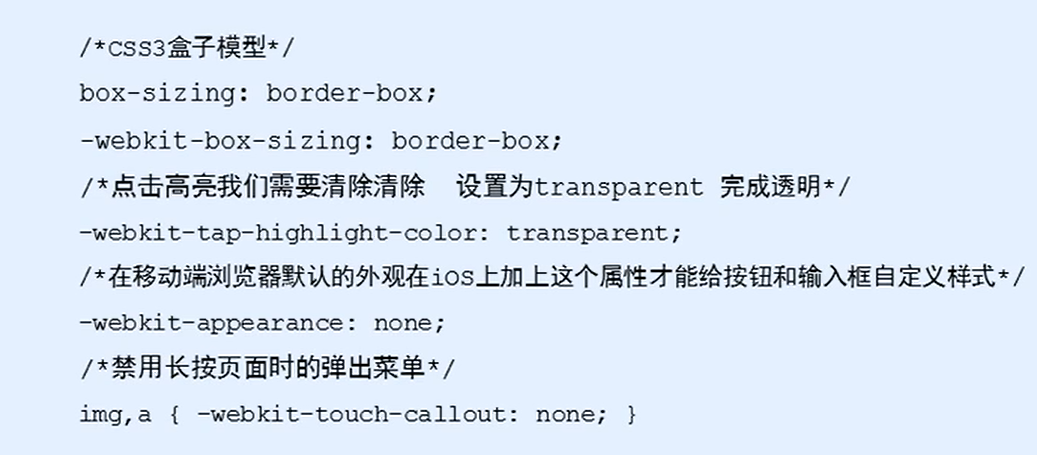 /*CSS3盒子模型*/
box-sizing: border-box;
-webkit-box-sizing: border-box;
/*点击高亮我们需要清除清除  设置为transparent 完成透明*/
-webkit-tap-highlight-color: transparent;
/*在移动端浏览器默认的外观在iOS上加上这个属性才能给按钮和输入框自定义样式*/
-webkit-appearance: none;
/*禁用长按页面时的弹出菜单*/
img,a { -webkit-touch-callout: none; }